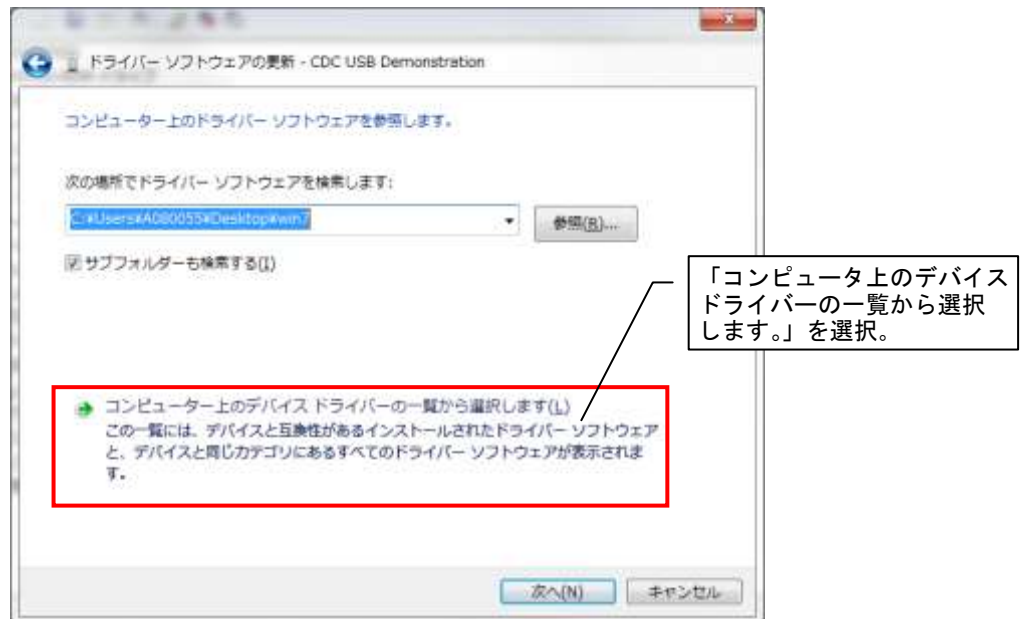 ドライバー ソフトウェアの更新 - CDC USB Demonstration
コンピューター上のドライバー ソフトウェアを参照します。
次の場所でドライバー ソフトウェアを検索します:
C:¥Users¥A080055¥Desktop¥win7
参照(R)...
サブフォルダーも検索する(I)
「コンピュータ上のデバイス
ドライバーの一覧から選択
します。」を選択。
コンピューター上のデバイス ドライバーの一覧から選択します(L)
この一覧には、デバイスと互換性があるインストールされたドライバー ソフトウェア
と、デバイスと同じカテゴリにあるすべてのドライバー ソフトウェアが表示されま
す。
次へ(N)
キャンセル